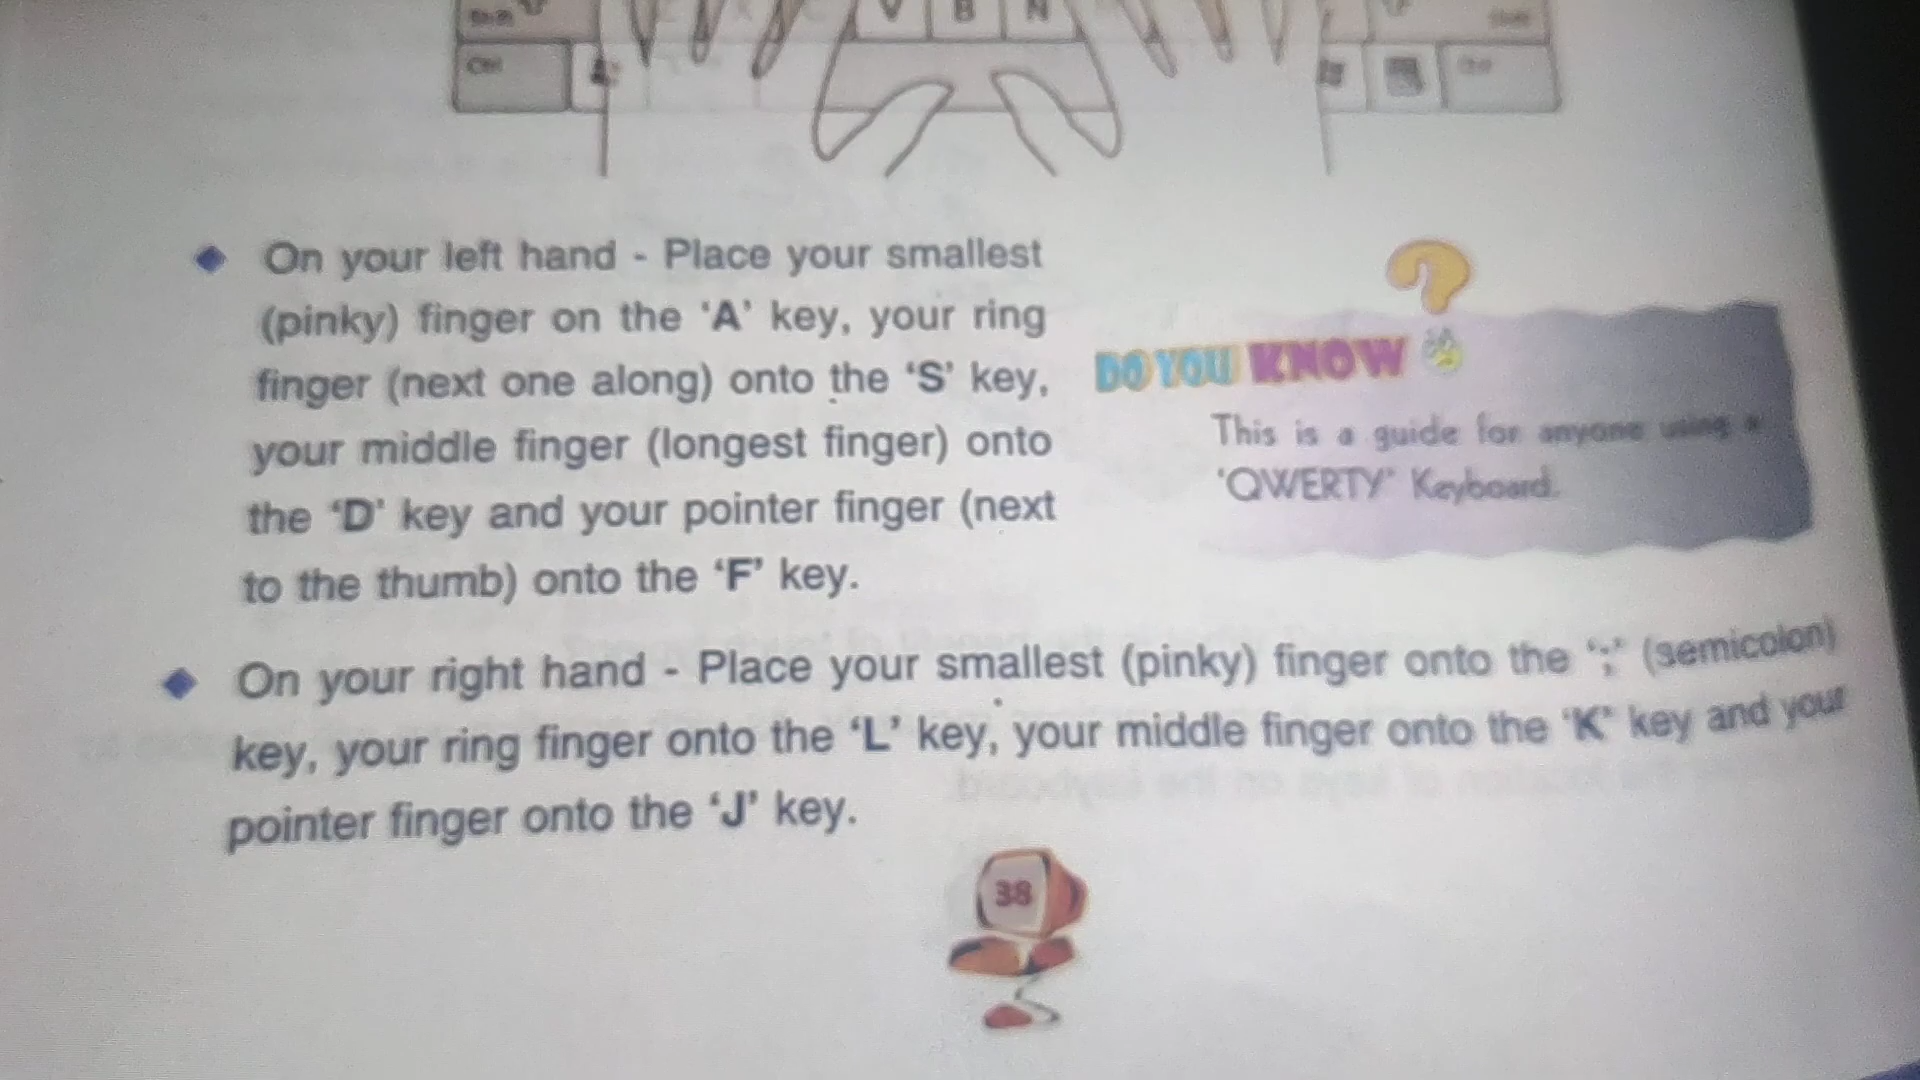 V B N
Ctrl
◆ On your left hand - Place your smallest
(pinky) finger on the ‘A’ key, your ring
finger (next one along) onto the ‘S’ key,
your middle finger (longest finger) onto
the ‘D’ key and your pointer finger (next
to the thumb) onto the ‘F’ key.
DO YOU KNOW
This is a guide for anyone using a
‘QWERTY’ Keyboard.
◆ On your right hand - Place your smallest (pinky) finger onto the ‘;’ (semicolon)
key, your ring finger onto the ‘L’ key, your middle finger onto the ‘K’ key and your
pointer finger onto the ‘J’ key.
38